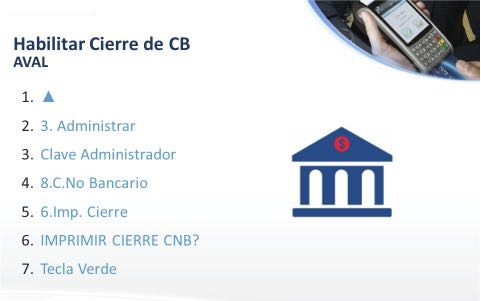 Habilitar Cierre de CB
AVAL
1. ▲
2. 3. Administrar
3. Clave Administrador
4. 8.C.No Bancario
5. 6.Imp. Cierre
6. IMPRIMIR CIERRE CNB?
7. Tecla Verde
$